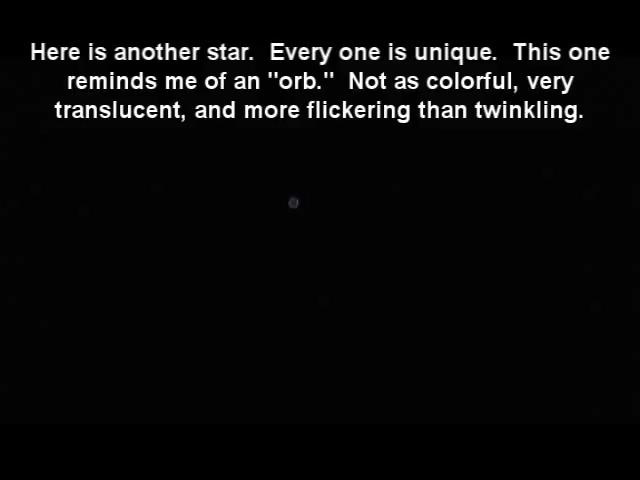 Here is another star.  Every one is unique.  This one
reminds me of an "orb."  Not as colorful, very
translucent, and more flickering than twinkling.